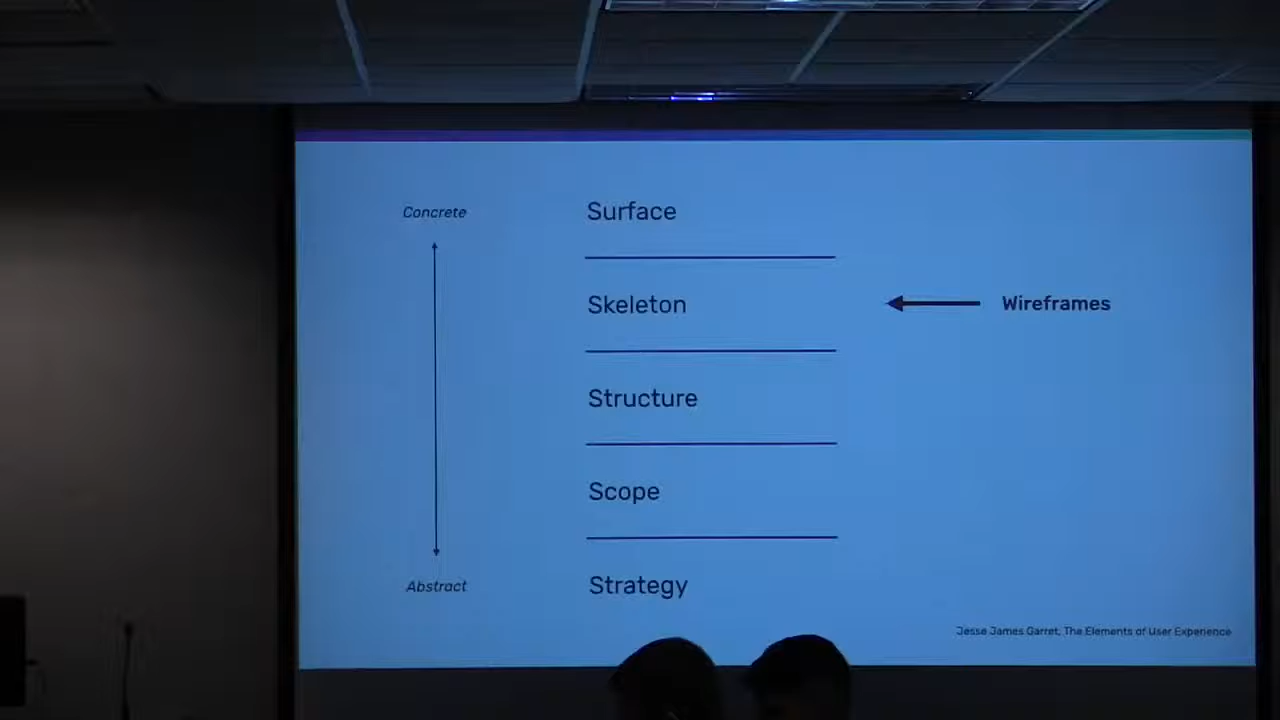 Concrete
Surface
Skeleton
Wireframes
Structure
Scope
Abstract
Strategy
Jesse James Garret, The Elements of User Experience